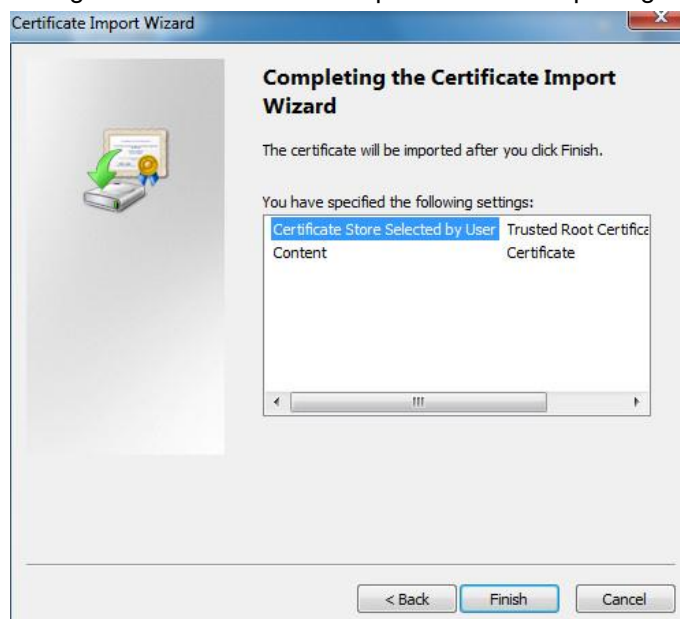 Certificate Import Wizard
Completing the Certificate Import
Wizard
The certificate will be imported after you click Finish.
You have specified the following settings:
Certificate Store Selected by User Trusted Root Certifica
Content Certificate
< Back Finish Cancel